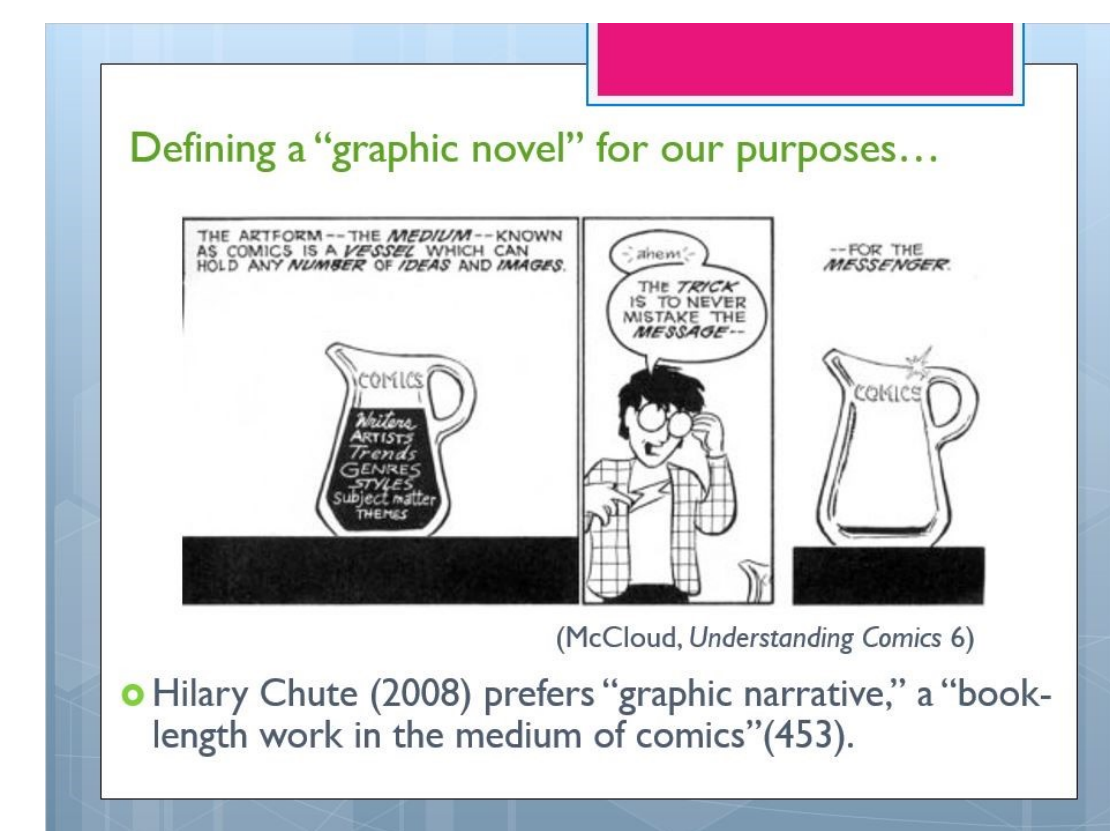 Defining a “graphic novel” for our purposes…
THE ARTFORM--THE MEDIUM--KNOWN
AS COMICS IS A VESSEL WHICH CAN
HOLD ANY NUMBER OF IDEAS AND IMAGES.
COMICS
Writers
ARTISTS
Trends
GENRES
STYLES
Subject matter
THEMES
ahem
THE TRICK
IS TO NEVER
MISTAKE THE
MESSAGE--
--FOR THE
MESSENGER.
COMICS
(McCloud, Understanding Comics 6)
Hilary Chute (2008) prefers “graphic narrative,” a “book-
length work in the medium of comics”(453).